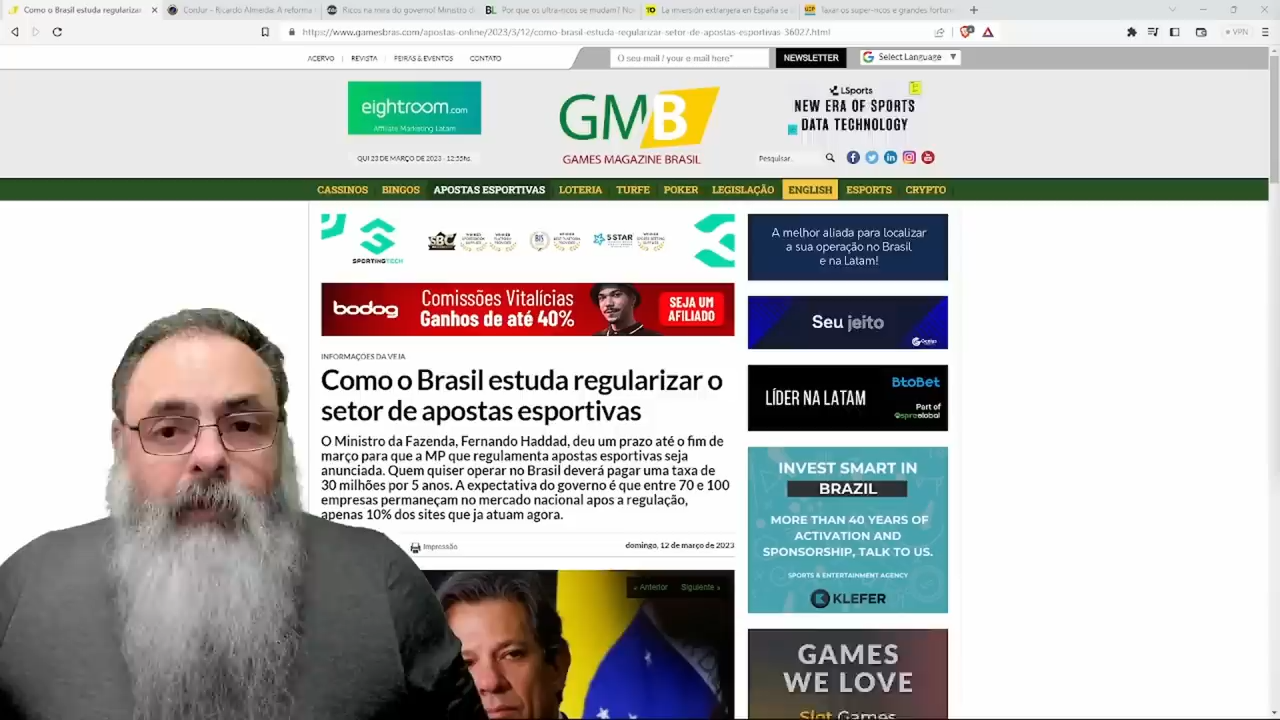 Como o Brasil estuda regularizar
Condur - Ricardo Almeida: A reforma t
Ricos na mira do governo! Ministro de
Por que os ultra-ricos se mudam? No
La inversión extranjera en España se d
Taxar os super-ricos e grandes fortuna
https://www.gamesbras.com/apostas-online/2023/3/12/como-brasil-estuda-regularizar-setor-de-apostas-esportivas-36027.html
VPN
ACERVO
REVISTA
FEIRAS & EVENTOS
CONTATO
O seu mail / your e-mail here*
NEWSLETTER
Select Language
eightroom.com
Affiliate Marketing Latam
QUI 23 DE MARÇO DE 2023 - 12:55hs.
GMB
GAMES MAGAZINE BRASIL
LSports
NEW ERA OF SPORTS
DATA TECHNOLOGY
Pesquisar..
CASSINOS
BINGOS
APOSTAS ESPORTIVAS
LOTERIA
TURFE
POKER
LEGISLAÇÃO
ENGLISH
ESPORTS
CRYPTO
SPORTINGTECH
SBC
5 STAR
A melhor aliada para localizar
a sua operação no Brasil
e na Latam!
bodog
Comissões Vitalícias
Ganhos de até 40%
SEJA UM
AFILIADO
Seu jeito
INFORMAÇÕES DA VEJA
Como o Brasil estuda regularizar o
setor de apostas esportivas
O Ministro da Fazenda, Fernando Haddad, deu um prazo até o fim de
março para que a MP que regulamenta apostas esportivas seja
anunciada. Quem quiser operar no Brasil deverá pagar uma taxa de
30 milhões por 5 anos. A expectativa do governo é que entre 70 e 100
empresas permaneçam no mercado nacional apos a regulação,
apenas 10% dos sites que ja atuam agora.
LÍDER NA LATAM
BtoBet
Part of
Aspire global
Impressão
domingo, 12 de março de 2023
« Anterior
Siguiente »
INVEST SMART IN
BRAZIL
MORE THAN 40 YEARS OF
ACTIVATION AND
SPONSORSHIP, TALK TO US.
SPORTS & ENTERTAINMENT AGENCY
KLEFER
GAMES
WE LOVE
Slot Games